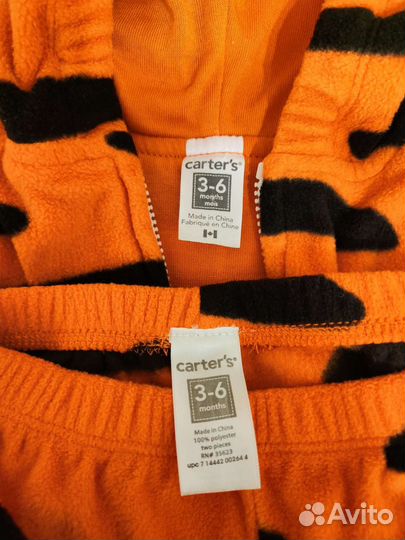 carter's®
3-6
months
mois
Made in China
Fabriqué en Chine
carter's®
3-6
months
Made in China
100% polyester
two pieces
RN# 35623
upc 7 14442 00264 4
Avito